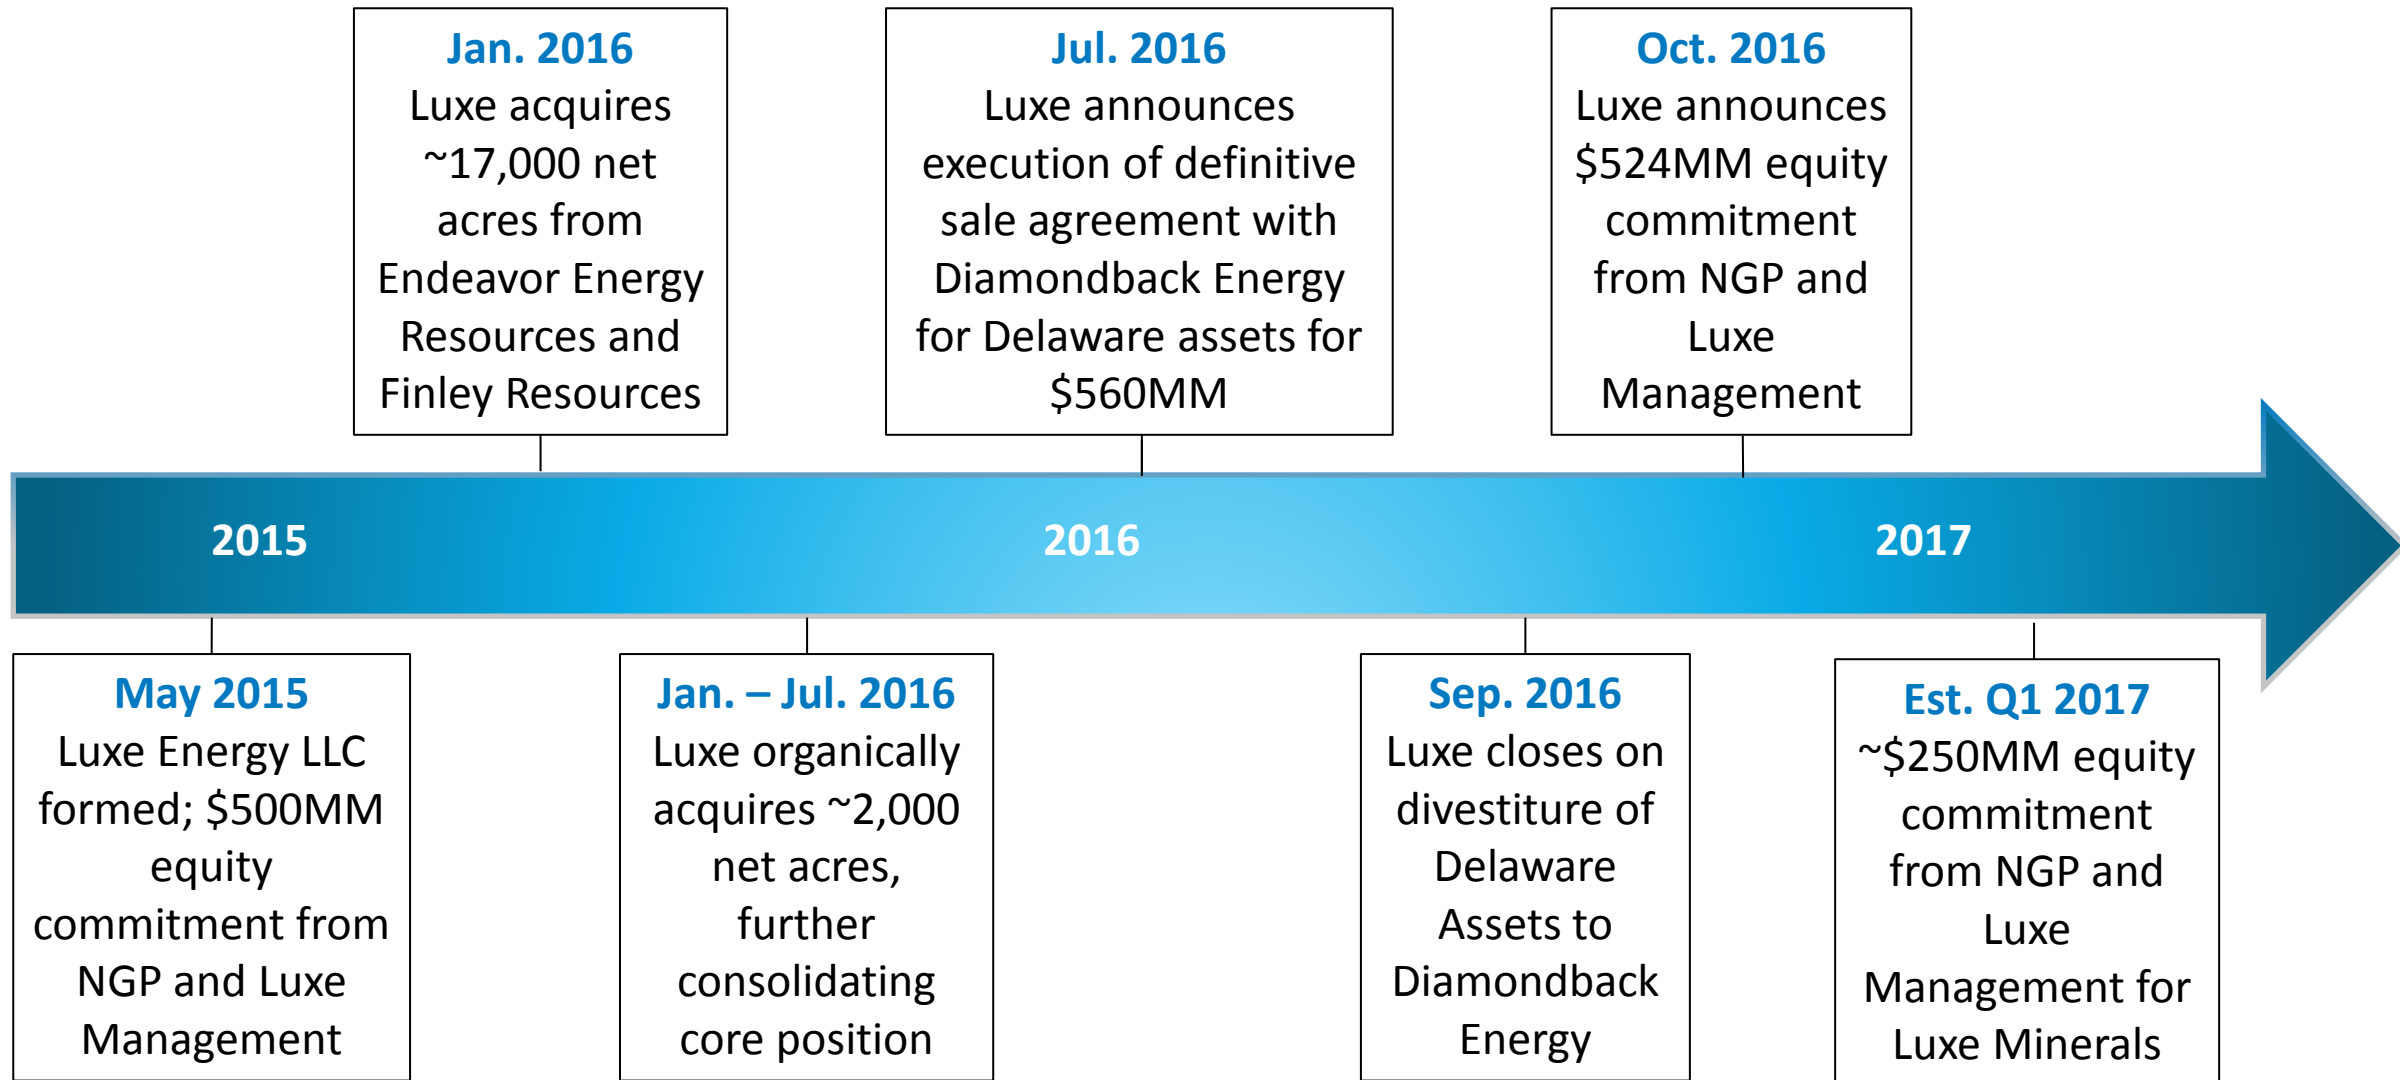 Jan. 2016
Luxe acquires
~17,000 net
acres from
Endeavor Energy
Resources and
Finley Resources
Jul. 2016
Luxe announces
execution of definitive
sale agreement with
Diamondback Energy
for Delaware assets for
$560MM
Oct. 2016
Luxe announces
$524MM equity
commitment
from NGP and
Luxe
Management
2015
2016
2017
May 2015
Luxe Energy LLC
formed; $500MM
equity
commitment from
NGP and Luxe
Management
Jan. – Jul. 2016
Luxe organically
acquires ~2,000
net acres,
further
consolidating
core position
Sep. 2016
Luxe closes on
divestiture of
Delaware
Assets to
Diamondback
Energy
Est. Q1 2017
~$250MM equity
commitment
from NGP and
Luxe
Management for
Luxe Minerals